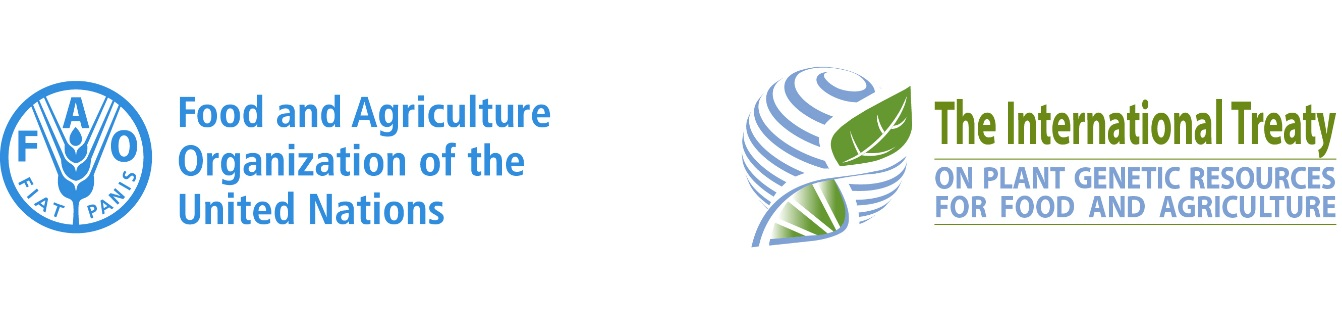 F A O
FIAT PANIS
Food and Agriculture
Organization of the
United Nations
The International Treaty
ON PLANT GENETIC RESOURCES
FOR FOOD AND AGRICULTURE